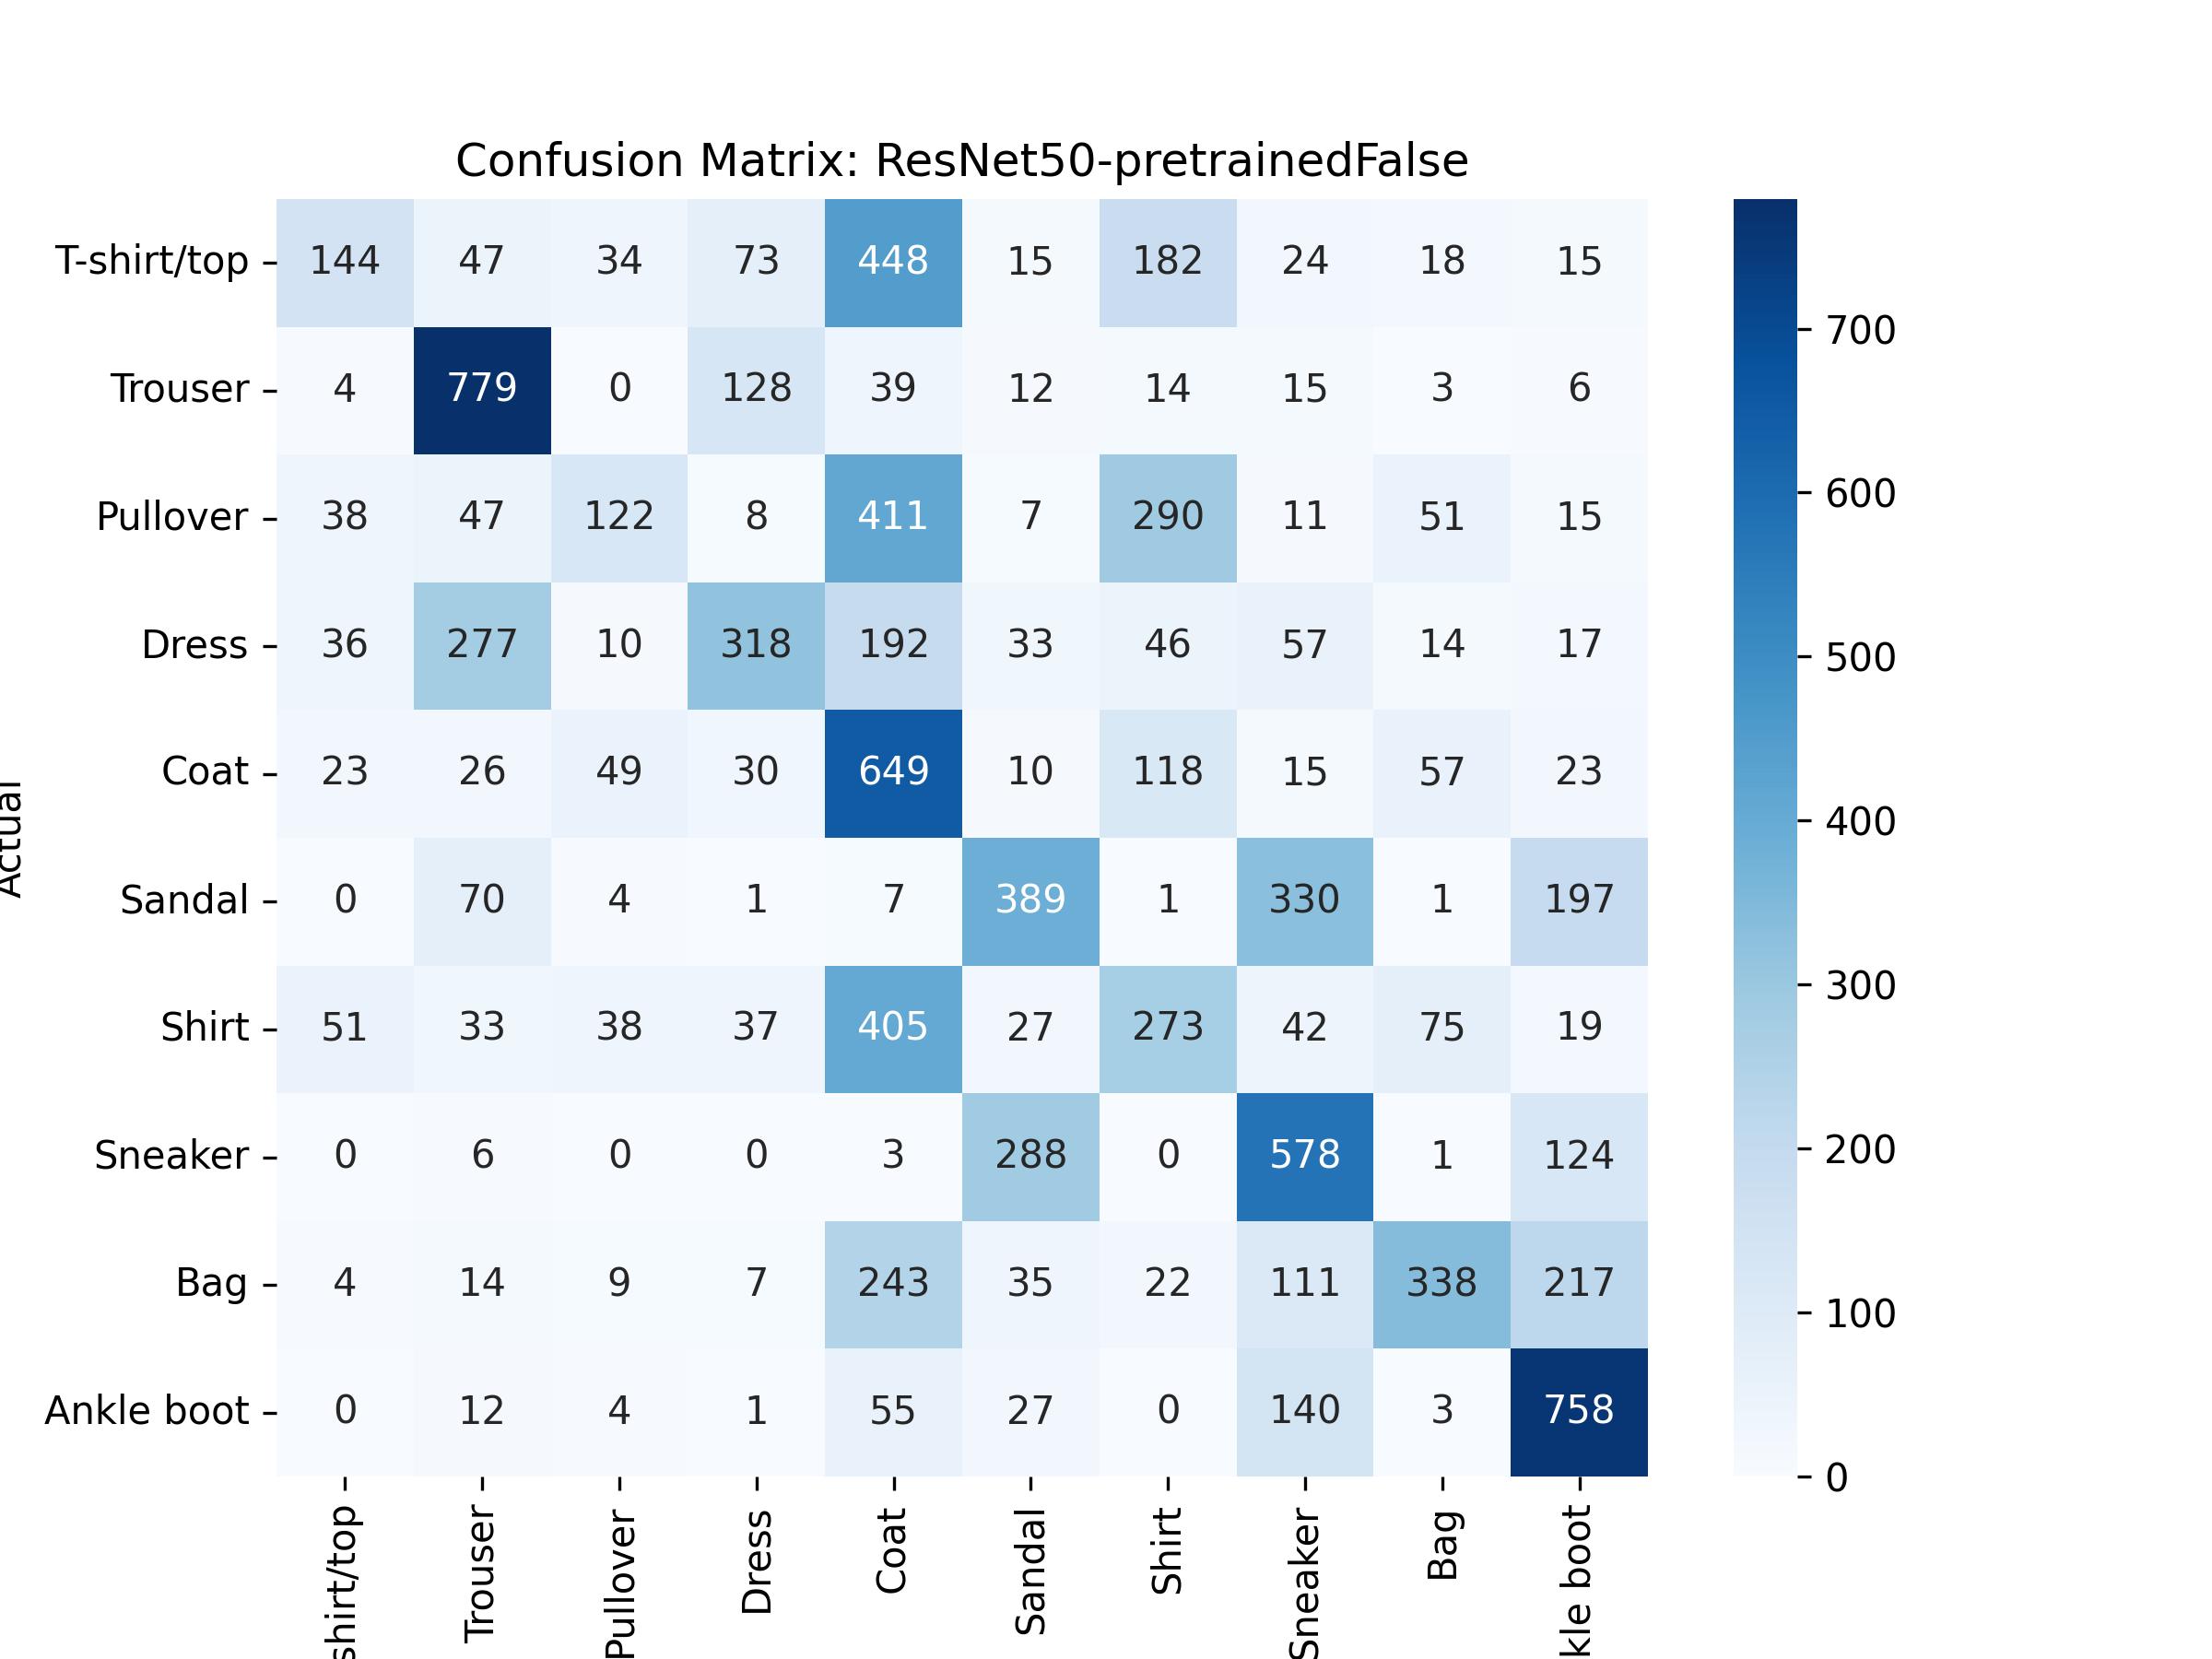 Confusion Matrix: ResNet50-pretrainedFalse
T-shirt/top 144 47 34 73 448 15 182 24 18 15
Trouser 4 779 0 128 39 12 14 15 3 6
Pullover 38 47 122 8 411 7 290 11 51 15
Dress 36 277 10 318 192 33 46 57 14 17
Coat 23 26 49 30 649 10 118 15 57 23
Sandal 0 70 4 1 7 389 1 330 1 197
Shirt 51 33 38 37 405 27 273 42 75 19
Sneaker 0 6 0 0 3 288 0 578 1 124
Bag 4 14 9 7 243 35 22 111 338 217
Ankle boot 0 12 4 1 55 27 0 140 3 758
Actual
shirt/top Trouser Pullover Dress Coat Sandal Shirt Sneaker Bag kle boot
700
600
500
400
300
200
100
0